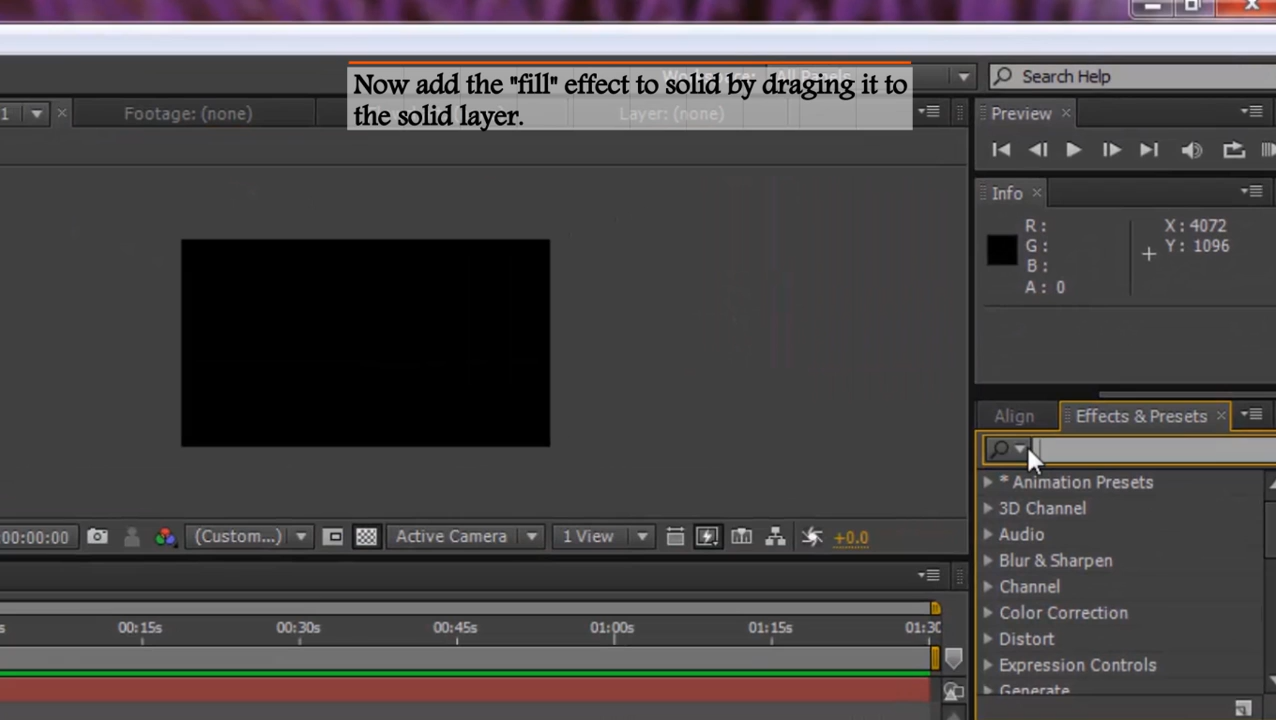 Now add the "fill" effect to solid by draging it to
the solid layer.
Search Help
1 Footage: (none) Layer: (none)
Preview
Info
R:
G:
B:
A: 0
X: 4072
Y: 1096
Align Effects & Presets
* Animation Presets
3D Channel
Audio
Blur & Sharpen
Channel
Color Correction
Distort
Expression Controls
Generate
:00:00:00 (Custom...) Active Camera 1 View +0.0
s 00:15s 00:30s 00:45s 01:00s 01:15s 01:30